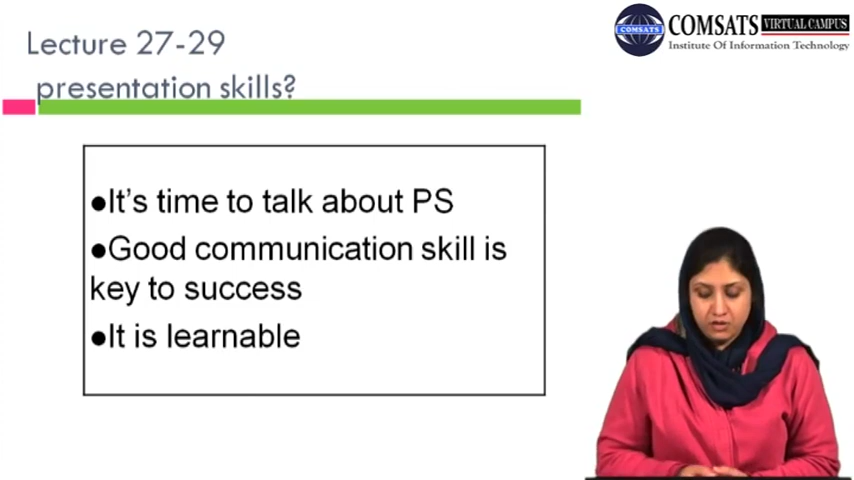 Lecture 27-29
presentation skills?
COMSATS VIRTUAL CAMPUS
Institute Of Information Technology
COMSATS
●It's time to talk about PS
●Good communication skill is
key to success
●It is learnable